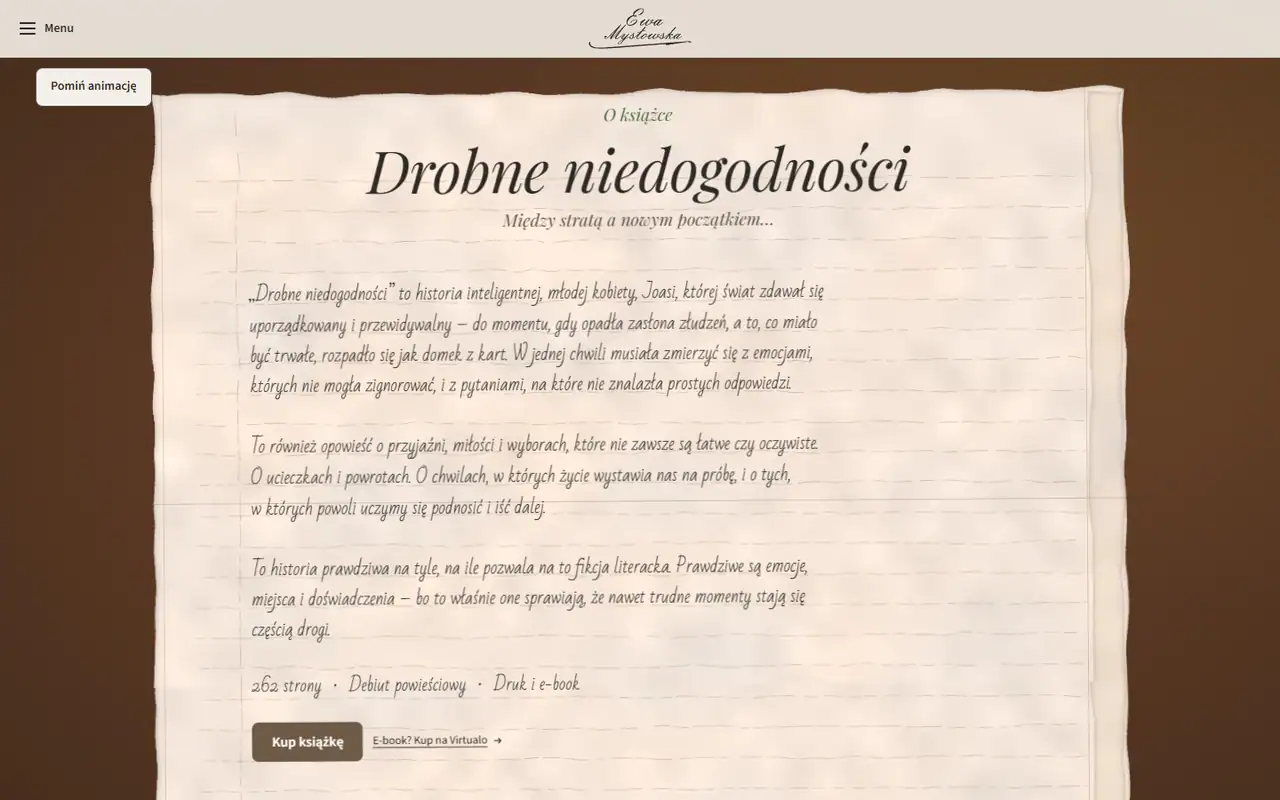 Menu
Ewa
Mysłowska
Pomiń animację
O książce
Drobne niedogodności
Między stratą a nowym początkiem...
„Drobne niedogodności” to historia inteligentnej, młodej kobiety, Joasi, której świat zdawał się
uporządkowany i przewidywalny – do momentu, gdy opadła zasłona złudzeń, a to, co miało
być trwałe, rozpadło się jak domek z kart. W jednej chwili musiała zmierzyć się z emocjami,
których nie mogła zignorować, i z pytaniami, na które nie znalazła prostych odpowiedzi.
To również opowieść o przyjaźni, miłości i wyborach, które nie zawsze są łatwe czy oczywiste.
O ucieczkach i powrotach. O chwilach, w których życie wystawia nas na próbę, i o tych,
w których powoli uczymy się podnosić i iść dalej.
To historia prawdziwa na tyle, na ile pozwala na to fikcja literacka. Prawdziwe są emocje,
miejsca i doświadczenia – bo to właśnie one sprawiają, że nawet trudne momenty stają się
częścią drogi.
262 strony · Debiut powieściowy · Druk i e-book
Kup książkę
E-book? Kup na Virtualo →